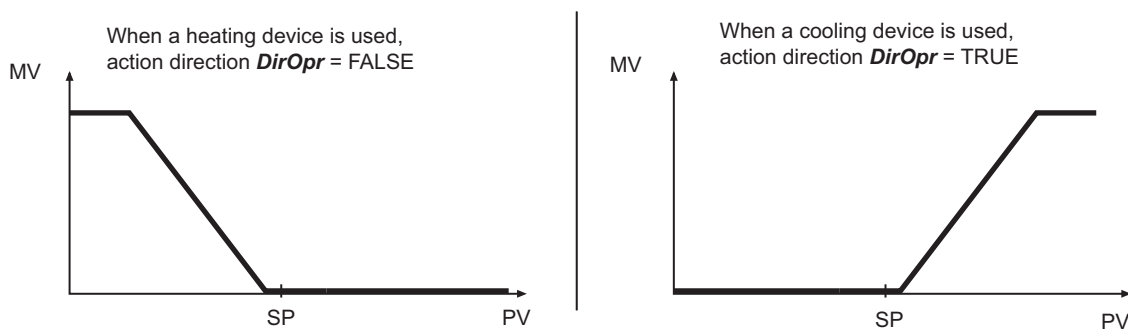 When a heating device is used,
action direction DirOpr = FALSE
MV
SP
PV
When a cooling device is used,
action direction DirOpr = TRUE
MV
SP
PV